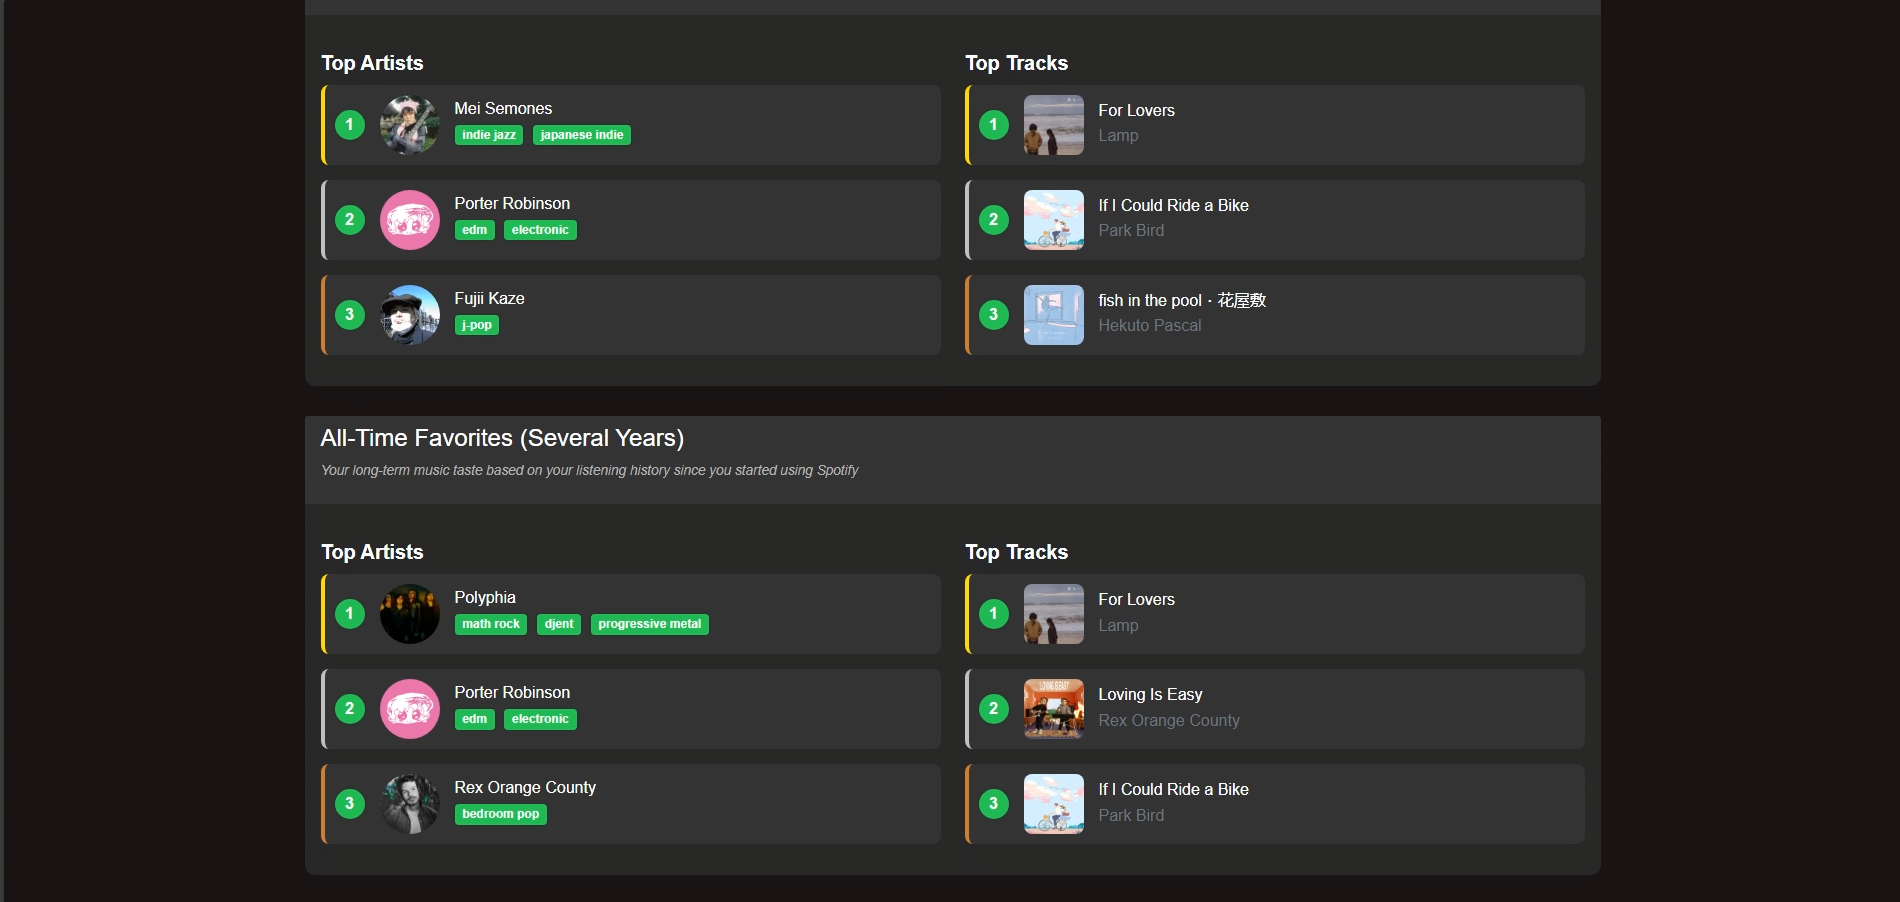 Top Artists
1
Mei Semones
indie jazz japanese indie
2
Porter Robinson
edm electronic
3
Fujii Kaze
j-pop
Top Tracks
1
For Lovers
Lamp
2
If I Could Ride a Bike
Park Bird
3
fish in the pool・花屋敷
Hekuto Pascal
All-Time Favorites (Several Years)
Your long-term music taste based on your listening history since you started using Spotify
Top Artists
1
Polyphia
math rock djent progressive metal
2
Porter Robinson
edm electronic
3
Rex Orange County
bedroom pop
Top Tracks
1
For Lovers
Lamp
2
LOVING IS EASY
Loving Is Easy
Rex Orange County
3
If I Could Ride a Bike
Park Bird